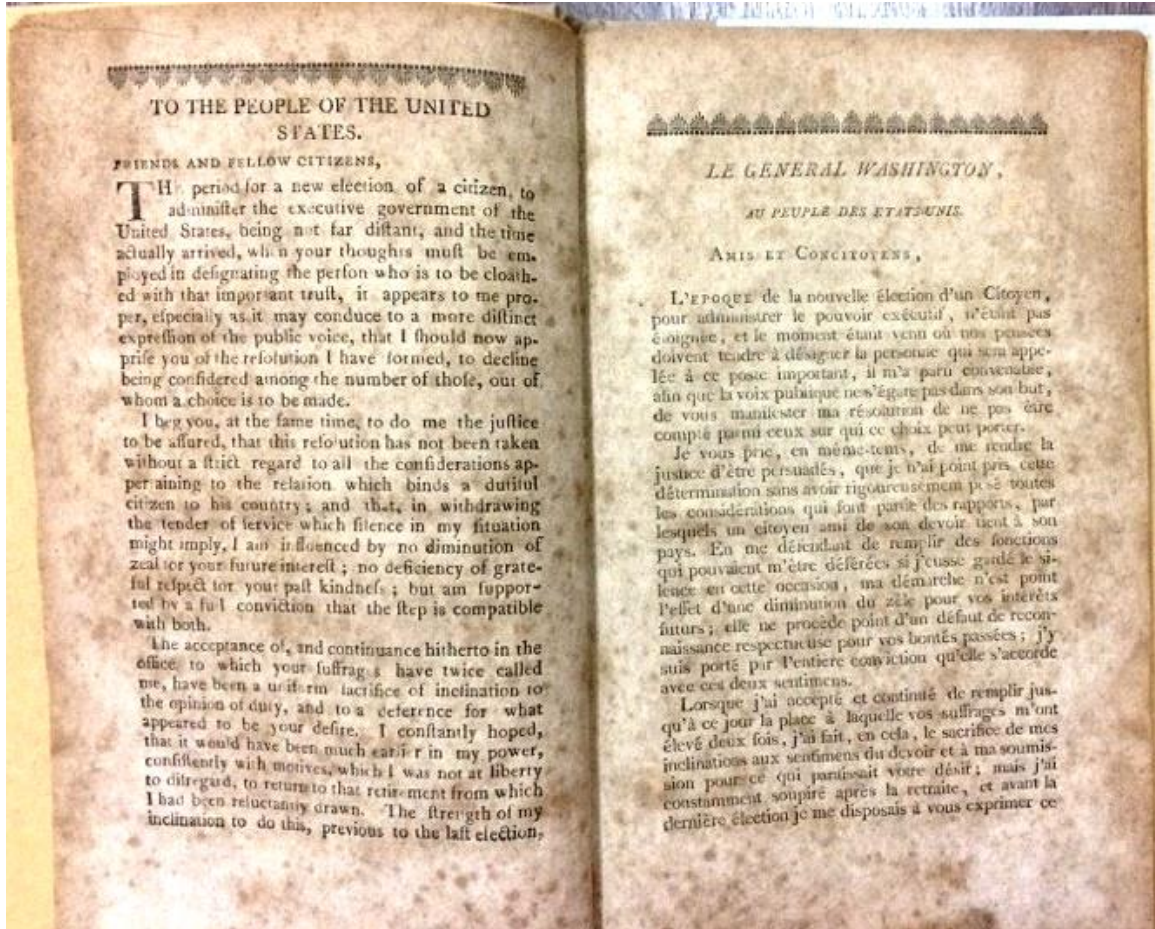 TO THE PEOPLE OF THE UNITED
STATES.
FRIENDS AND FELLOW CITIZENS,
THE period for a new election of a citizen, to
adminiſter the executive government of the
United States, being not far diſtant, and the time
actually arrived, when your thoughts muſt be em-
ployed in deſignating the perſon who is to be cloath-
ed with that important truſt, it appears to me pro-
per, eſpecially as it may conduce to a more diſtinct
expreſſion of the public voice, that I ſhould now ap-
priſe you of the reſolution I have formed, to decline
being conſidered among the number of thoſe, out of
whom a choice is to be made.
I beg you, at the ſame time, to do me the juſtice
to be aſſured, that this reſolution has not been taken
without a ſtrict regard to all the conſiderations ap-
pertaining to the relation which binds a dutiful
citizen to his country; and that, in withdrawing
the tender of ſervice which ſilence in my ſituation
might imply, I am influenced by no diminution of
zeal for your future intereſt; no deficiency of grate-
ful reſpect for your paſt kindneſs; but am ſuppor-
ted by a full conviction that the ſtep is compatible
with both.
The acceptance of, and continuance hitherto in the
office to which your ſuffrages have twice called
me, have been a uniform ſacrifice of inclination to
the opinion of duty, and to a deference for what
appeared to be your deſire. I conſtantly hoped,
that it would have been much earlier in my power,
conſiſtently with motives, which I was not at liberty
to diſregard, to return to that retirement from which
I had been reluctantly drawn. The ſtrength of my
inclination to do this, previous to the laſt election,
LE GENERAL WASHINGTON,
AU PEUPLE DES ETATS-UNIS.
AMIS ET CONCITOYENS,
L'EPOQUE de la nouvelle élection d'un Citoyen,
pour administrer le pouvoir exécutif, n'étant pas
éloignée, et le moment étant venu où nos pensées
doivent tendre à désigner la personne qui sera appe-
lée à ce poste important, il m'a paru convenable,
afin que la voix publique ne s'égare pas dans son but,
de vous manifester ma résolution de ne pas être
compté parmi ceux sur qui ce choix peut porter.
Je vous prie, en même-tems, de me rendre la
justice d'être persuadés, que je n'ai point pris cette
détermination sans avoir rigoureusement pesé toutes
les considérations qui font partie des rapports, par
lesquels un citoyen ami de son devoir tient à son
pays. En me défendant de remplir des fonctions
qui pouvaient m'être déférées si j'eusse gardé le si-
lence en cette occasion, ma démarche n'est point
l'effet d'une diminution du zèle pour vos intérêts
futurs; elle ne procède point d'un défaut de recon-
naissance respectueuse pour vos bontés passées; j'y
suis porté par l'entiere conviction qu'elle s'accorde
avec ces deux sentimens.
Lorsque j'ai accepté et continué de remplir jus-
qu'à ce jour la place à laquelle vos suffrages m'ont
élevé deux fois, j'ai fait, en cela, le sacrifice de mes
inclinations aux sentimens du devoir et à ma soumis-
sion pour ce qui paraissait votre désir; mais j'ai
constamment soupiré après la retraite, et avant la
dernière élection je me disposais à vous exprimer ce